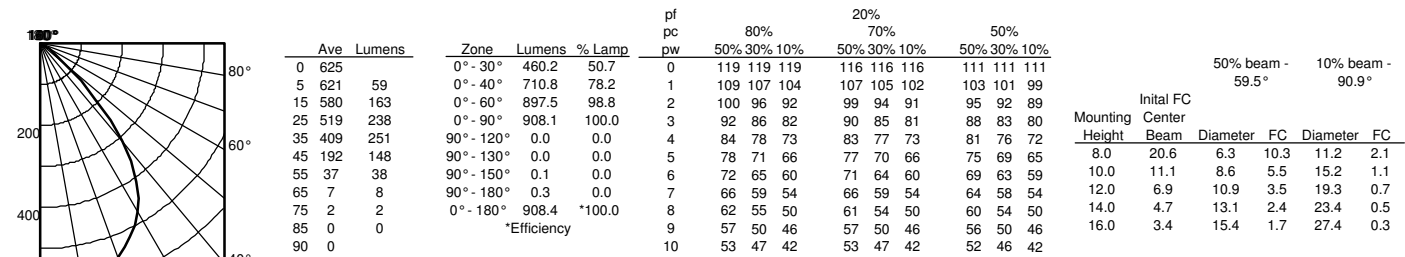 180°
80°
200
60°
400
Ave Lumens
0 625
5 621 59
15 580 163
25 519 238
35 409 251
45 192 148
55 37 38
65 7 8
75 2 2
85 0 0
90 0
Zone Lumens % Lamp
0° - 30° 460.2 50.7
0° - 40° 710.8 78.2
0° - 60° 897.5 98.8
0° - 90° 908.1 100.0
90° - 120° 0.0 0.0
90° - 130° 0.0 0.0
90° - 150° 0.1 0.0
90° - 180° 0.3 0.0
0° - 180° 908.4 *100.0
*Efficiency
pf 20%
pc 80% 70% 50%
pw 50% 30% 10% 50% 30% 10% 50% 30% 10%
0 119 119 119 116 116 116 111 111 111
1 109 107 104 107 105 102 103 101 99
2 100 96 92 99 94 91 95 92 89
3 92 86 82 90 85 81 88 83 80
4 84 78 73 83 77 73 81 76 72
5 78 71 66 77 70 66 75 69 65
6 72 65 60 71 64 60 69 63 59
7 66 59 54 66 59 54 64 58 54
8 62 55 50 61 54 50 60 54 50
9 57 50 46 57 50 46 56 50 46
10 53 47 42 53 47 42 52 46 42
50% beam - 10% beam -
59.5° 90.9°
Inital FC
Mounting Center
Height Beam Diameter FC Diameter FC
8.0 20.6 6.3 10.3 11.2 2.1
10.0 11.1 8.6 5.5 15.2 1.1
12.0 6.9 10.9 3.5 19.3 0.7
14.0 4.7 13.1 2.4 23.4 0.5
16.0 3.4 15.4 1.7 27.4 0.3